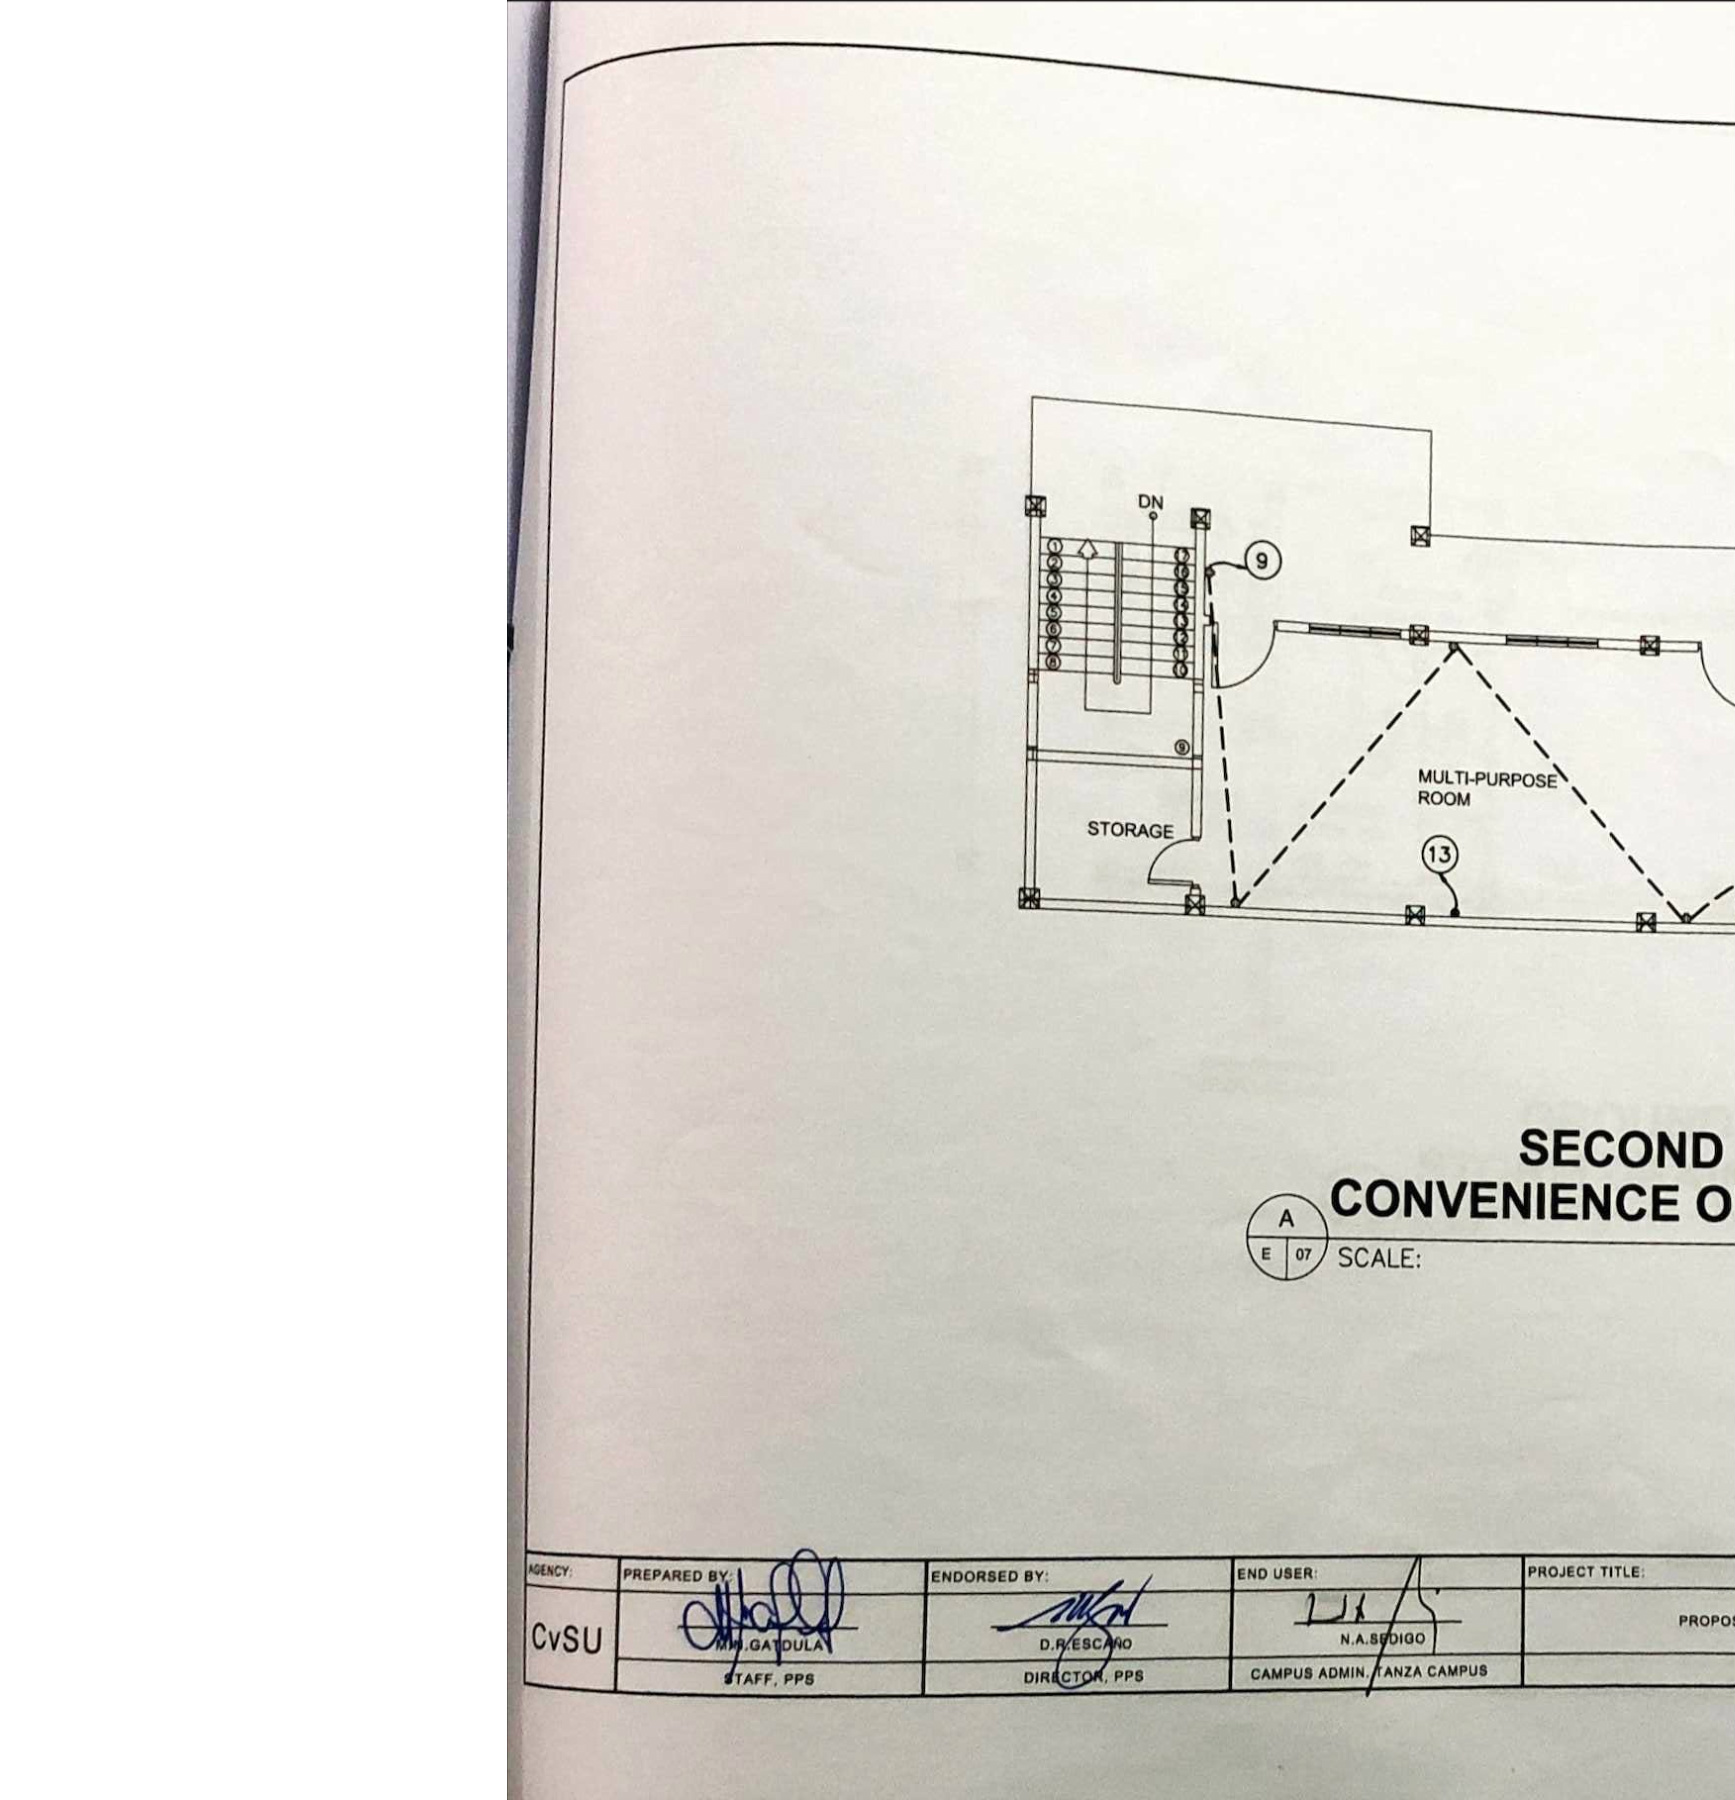 DN
9
1
2
3
4
5
6
7
8
9
MULTI-PURPOSE
ROOM
STORAGE
13
SECOND
CONVENIENCE O
A
E 07
SCALE:
AGENCY:
CvSU
PREPARED BY:
M.N.GATDULA
STAFF, PPS
ENDORSED BY:
D.R.ESCAÑO
DIRECTOR, PPS
END USER:
N.A.SEDIGO
CAMPUS ADMIN, TANZA CAMPUS
PROJECT TITLE:
PROPOS